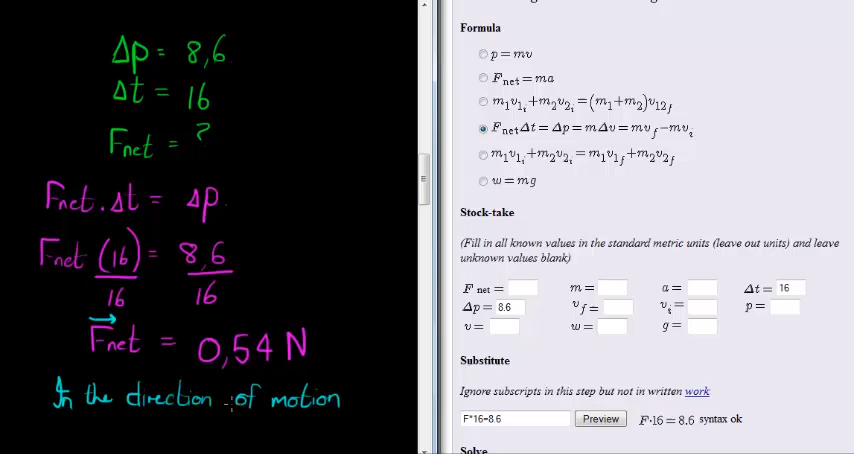 Δp = 8,6
Δt = 16
Fnet = ?
Fnet . Δt = Δp.
Fnet (16) = 8,6
16 16
Fnet = 0,54 N
In the direction of motion
Formula
p = mv
Fnet = ma
m₁v₁ᵢ + m₂v₂ᵢ = (m₁ + m₂)v₁₂f
FnetΔt = Δp = mΔv = mvf − mvᵢ
m₁v₁ᵢ + m₂v₂ᵢ = m₁v₁f + m₂v₂f
w = mg
Stock-take
(Fill in all known values in the standard metric units (leave out units) and leave
unknown values blank)
F net = m = a = Δt = 16
Δp = 8.6 vf = vᵢ = p =
v = w = g =
Substitute
Ignore subscripts in this step but not in written work
F*16=8.6 Preview F·16 = 8.6 syntax ok
Solve